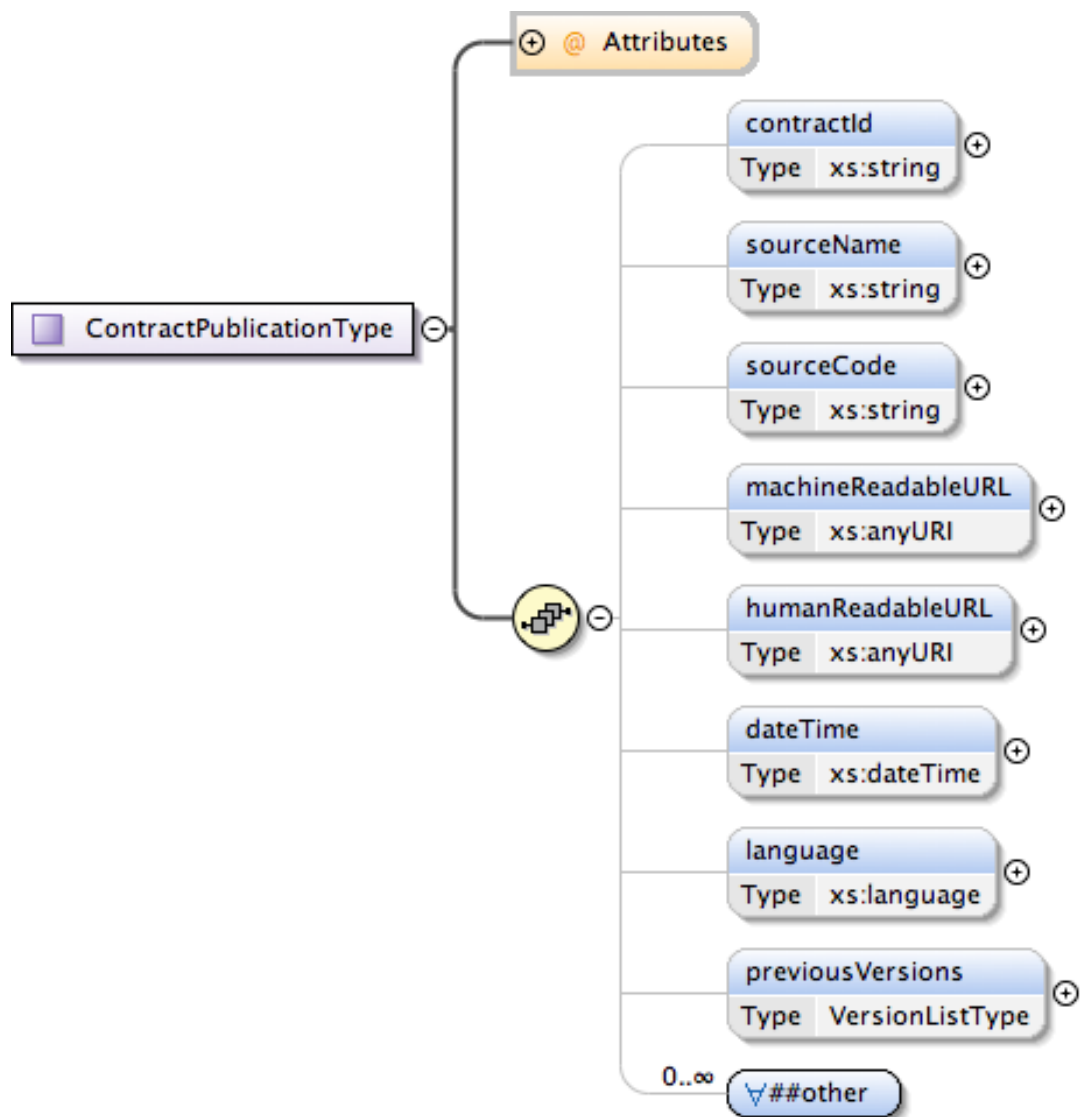 @ Attributes
contractId
Type xs:string
sourceName
Type xs:string
ContractPublicationType
sourceCode
Type xs:string
machineReadableURL
Type xs:anyURI
humanReadableURL
Type xs:anyURI
dateTime
Type xs:dateTime
language
Type xs:language
previousVersions
Type VersionListType
0..∞
∀##other